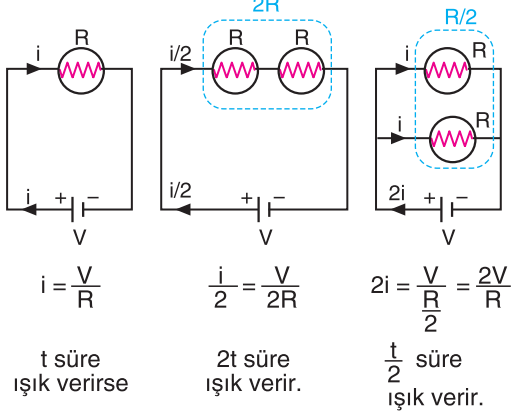 2R
R/2
i R
i/2 R R
i R
i R
i + −
V
i/2 + −
V
2i + −
V
i = V/R
i/2 = V/2R
2i = V/(R/2) = 2V/R
t süre
ışık verirse
2t süre
ışık verir.
t/2 süre
ışık verir.